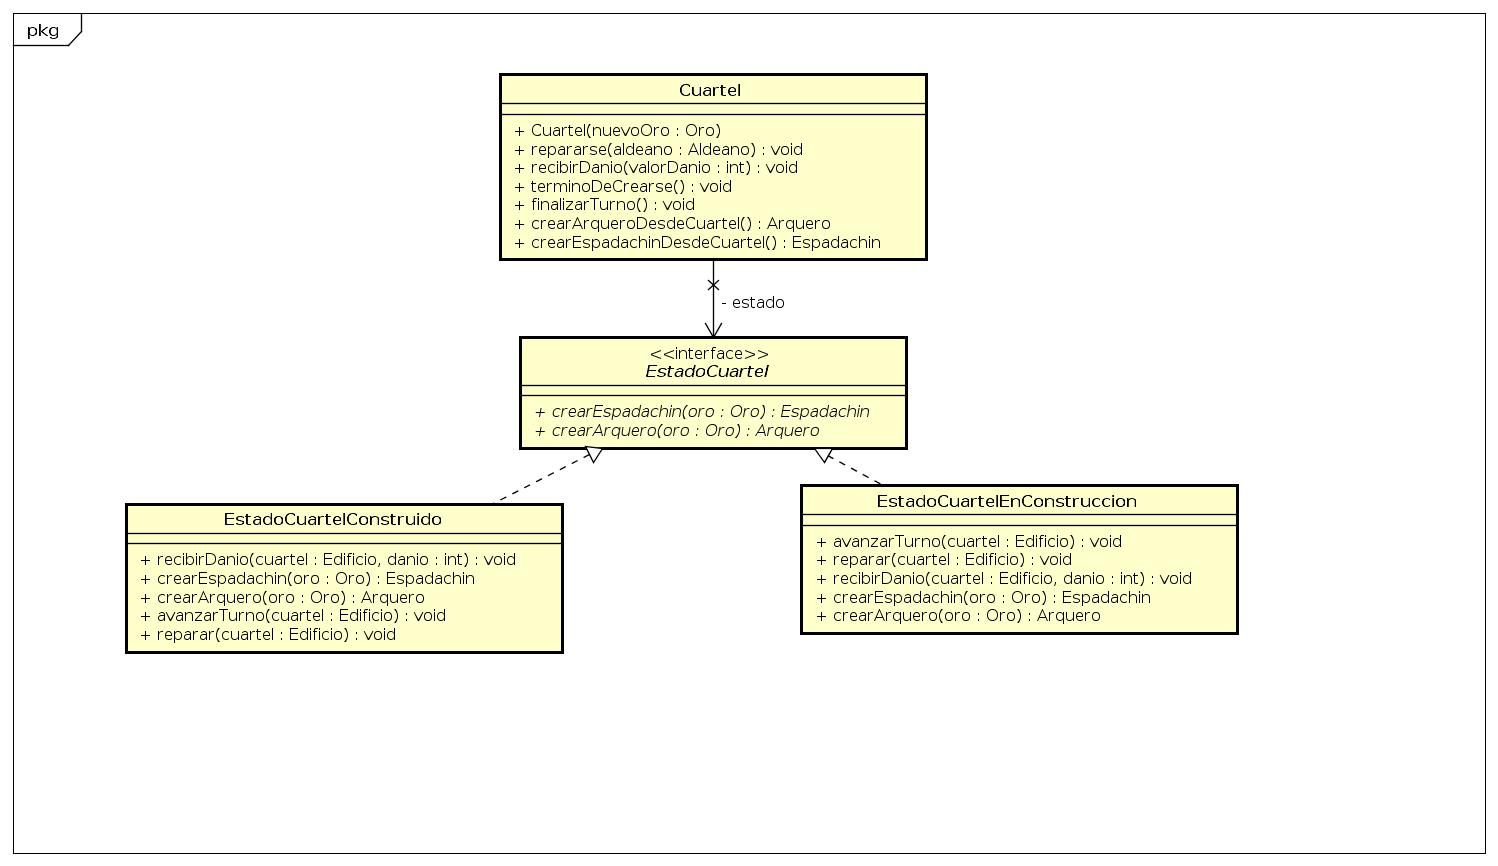 pkg
Cuartel
+ Cuartel(nuevoOro : Oro)
+ repararse(aldeano : Aldeano) : void
+ recibirDanio(valorDanio : int) : void
+ terminoDeCrearse() : void
+ finalizarTurno() : void
+ crearArqueroDesdeCuartel() : Arquero
+ crearEspadachinDesdeCuartel() : Espadachin
- estado
<<interface>>
EstadoCuartel
+ crearEspadachin(oro : Oro) : Espadachin
+ crearArquero(oro : Oro) : Arquero
EstadoCuartelConstruido
+ recibirDanio(cuartel : Edificio, danio : int) : void
+ crearEspadachin(oro : Oro) : Espadachin
+ crearArquero(oro : Oro) : Arquero
+ avanzarTurno(cuartel : Edificio) : void
+ reparar(cuartel : Edificio) : void
EstadoCuartelEnConstruccion
+ avanzarTurno(cuartel : Edificio) : void
+ reparar(cuartel : Edificio) : void
+ recibirDanio(cuartel : Edificio, danio : int) : void
+ crearEspadachin(oro : Oro) : Espadachin
+ crearArquero(oro : Oro) : Arquero